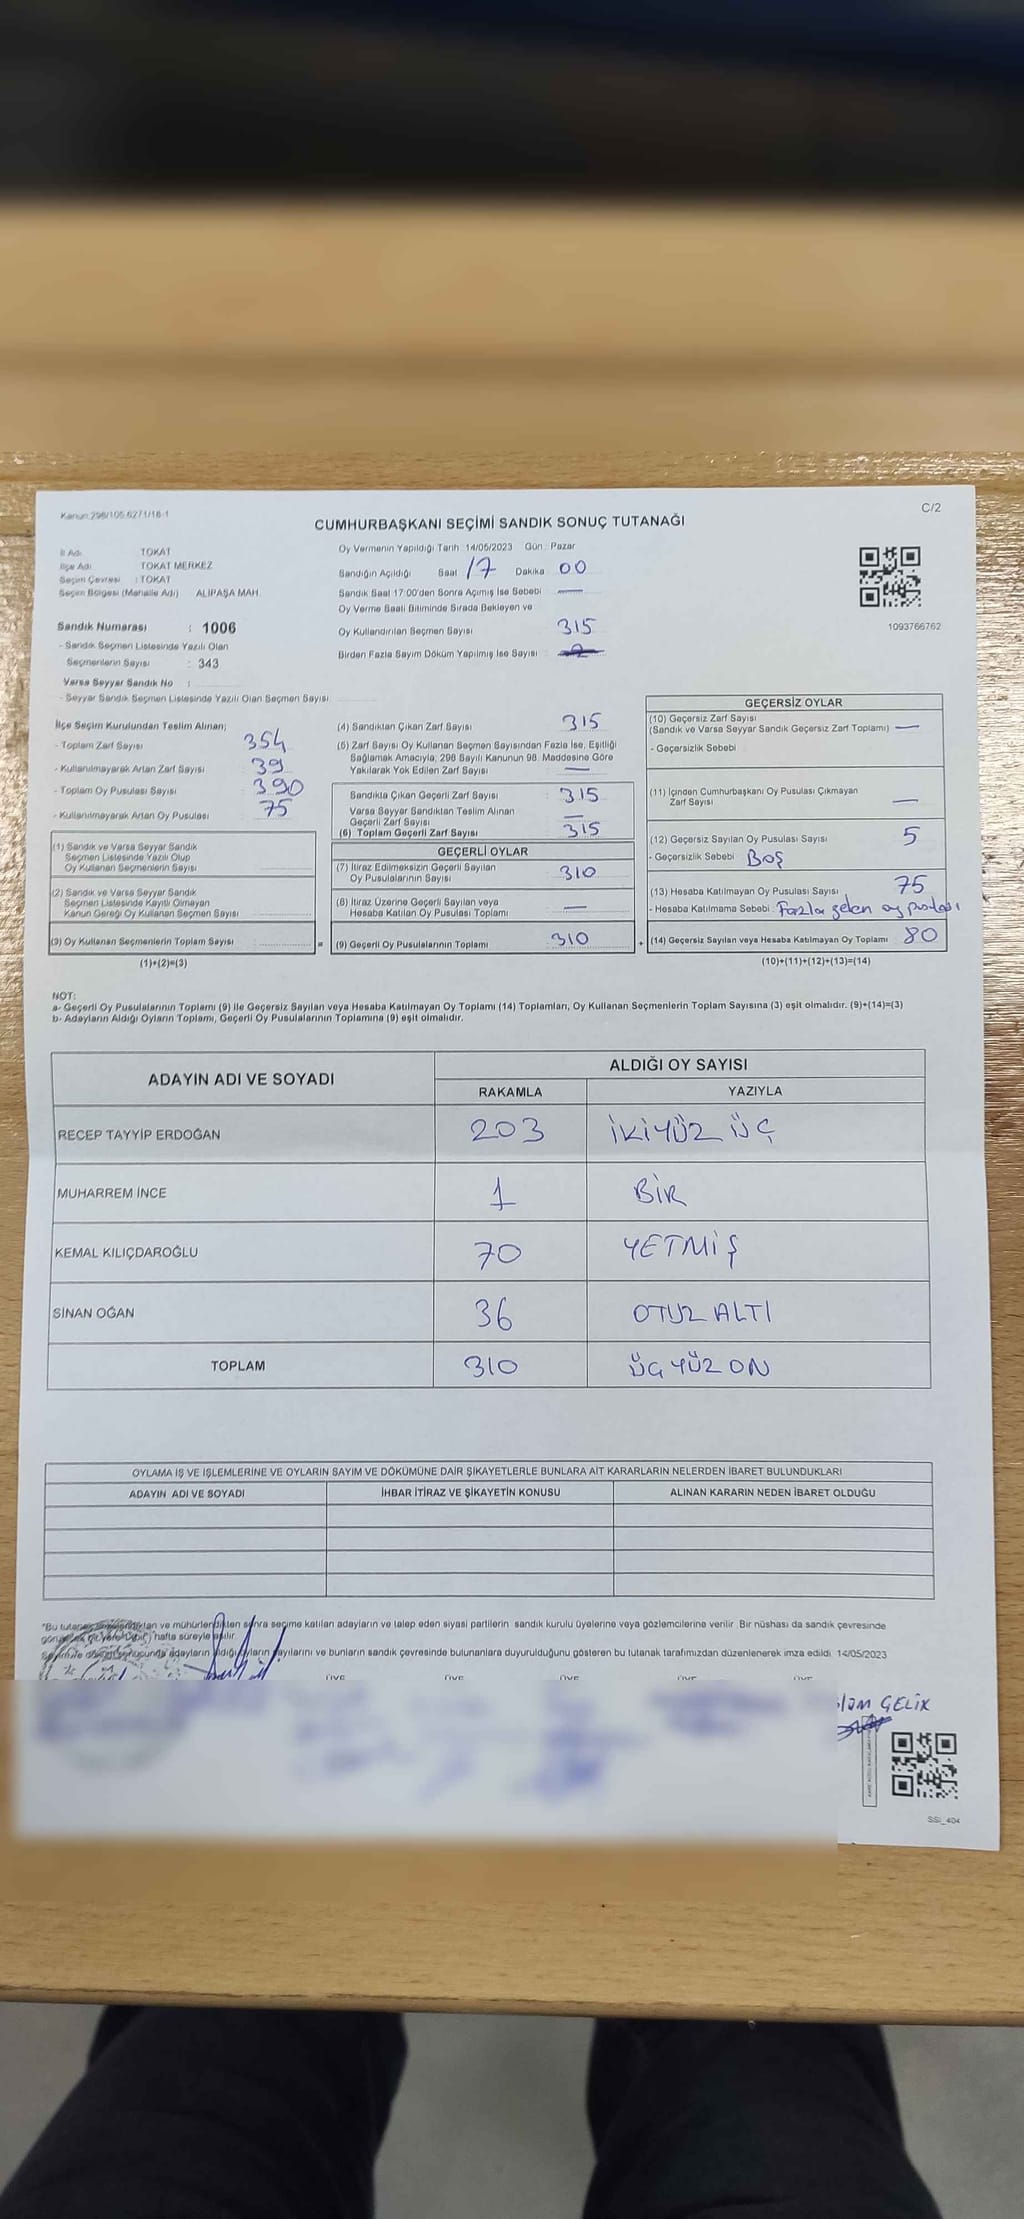 Kanun:298/105,6271/18-1
C/2
CUMHURBAŞKANI SEÇİMİ SANDIK SONUÇ TUTANAĞI
İl Adı TOKAT
İlçe Adı TOKAT MERKEZ
Seçim Çevresi : TOKAT
Seçim Bölgesi (Mahalle Adı) ALİPAŞA MAH.
Sandık Numarası : 1006
- Sandık Seçmen Listesinde Yazılı Olan
Seçmenlerin Sayısı : 343
Varsa Seyyar Sandık No :
- Seyyar Sandık Seçmen Listesinde Yazılı Olan Seçmen Sayısı
Oy Vermenin Yapıldığı Tarih 14/05/2023 Gün : Pazar
Sandığın Açıldığı Saat 17 Dakika 00
Sandık Saat 17:00'den Sonra Açımış İse Sebebi —
Oy Verme Saati Bitiminde Sırada Bekleyen ve
Oy Kullandırılan Seçmen Sayısı 315
Birden Fazla Sayım Döküm Yapılmış İse Sayısı
1093766762
İlçe Seçim Kurulundan Teslim Alınan;
- Toplam Zarf Sayısı 354
- Kullanılmayarak Artan Zarf Sayısı 39
- Toplam Oy Pusulası Sayısı 390
- Kullanılmayarak Artan Oy Pusulası 75
(1) Sandık ve Varsa Seyyar Sandık
Seçmen Listesinde Yazılı Olup
Oy Kullanan Seçmenlerin Sayısı
(2) Sandık ve Varsa Seyyar Sandık
Seçmen Listesinde Kayıtlı Olmayan
Kanun Gereği Oy Kullanan Seçmen Sayısı
(3) Oy Kullanan Seçmenlerin Toplam Sayısı =
(1)+(2)=(3)
(4) Sandıktan Çıkan Zarf Sayısı 315
(5) Zarf Sayısı Oy Kullanan Seçmen Sayısından Fazla İse, Eşitliği
Sağlamak Amacıyla; 298 Sayılı Kanunun 98. Maddesine Göre
Yakılarak Yok Edilen Zarf Sayısı —
Sandıkta Çıkan Geçerli Zarf Sayısı : 315
Varsa Seyyar Sandıktan Teslim Alınan
Geçerli Zarf Sayısı —
(6) Toplam Geçerli Zarf Sayısı : 315
GEÇERLİ OYLAR
(7) İtiraz Edilmeksizin Geçerli Sayılan
Oy Pusulalarının Sayısı 310
(8) İtiraz Üzerine Geçerli Sayılan veya
Hesaba Katılan Oy Pusulası Toplamı —
(9) Geçerli Oy Pusulalarının Toplamı 310 +
GEÇERSİZ OYLAR
(10) Geçersiz Zarf Sayısı
(Sandık ve Varsa Seyyar Sandık Geçersiz Zarf Toplamı) —
- Geçersizlik Sebebi
(11) İçinden Cumhurbaşkanı Oy Pusulası Çıkmayan
Zarf Sayısı —
(12) Geçersiz Sayılan Oy Pusulası Sayısı 5
- Geçersizlik Sebebi Boş
(13) Hesaba Katılmayan Oy Pusulası Sayısı 75
- Hesaba Katılmama Sebebi : Fazla gelen oy pusulası
(14) Geçersiz Sayılan veya Hesaba Katılmayan Oy Toplamı 80
(10)+(11)+(12)+(13)=(14)
NOT:
a- Geçerli Oy Pusulalarının Toplamı (9) ile Geçersiz Sayılan veya Hesaba Katılmayan Oy Toplamı (14) Toplamları, Oy Kullanan Seçmenlerin Toplam Sayısına (3) eşit olmalıdır. (9)+(14)=(3)
b- Adayların Aldığı Oyların Toplamı, Geçerli Oy Pusulalarının Toplamına (9) eşit olmalıdır.
ADAYIN ADI VE SOYADI ALDIĞI OY SAYISI
RAKAMLA YAZIYLA
RECEP TAYYİP ERDOĞAN 203 İKİYÜZ ÜÇ
MUHARREM İNCE 1 BİR
KEMAL KILIÇDAROĞLU 70 YETMİŞ
SİNAN OĞAN 36 OTUZ ALTI
TOPLAM 310 ÜÇ YÜZ ON
OYLAMA İŞ VE İŞLEMLERİNE VE OYLARIN SAYIM VE DÖKÜMÜNE DAİR ŞİKAYETLERLE BUNLARA AİT KARARLARIN NELERDEN İBARET BULUNDUKLARI
ADAYIN ADI VE SOYADI İHBAR İTİRAZ VE ŞİKAYETİN KONUSU ALINAN KARARIN NEDEN İBARET OLDUĞU
"Bu tutanak ve mühürlendikten sonra seçime katılan adayların ve talep eden siyasi partilerin sandık kurulu üyelerine veya gözlemcilerine verilir. Bir nüshası da sandık çevresinde
hafta süreyle asılır.
adayların aldığı oyların sayılarını ve bunların sandık çevresinde bulunanlara duyurulduğunu gösteren bu tutanak tarafımızdan düzenlenerek imza edildi. 14/05/2023
ÜYE ÜYE ÜYE ÜYE ÜYE
ÇELİK
SSİ_404